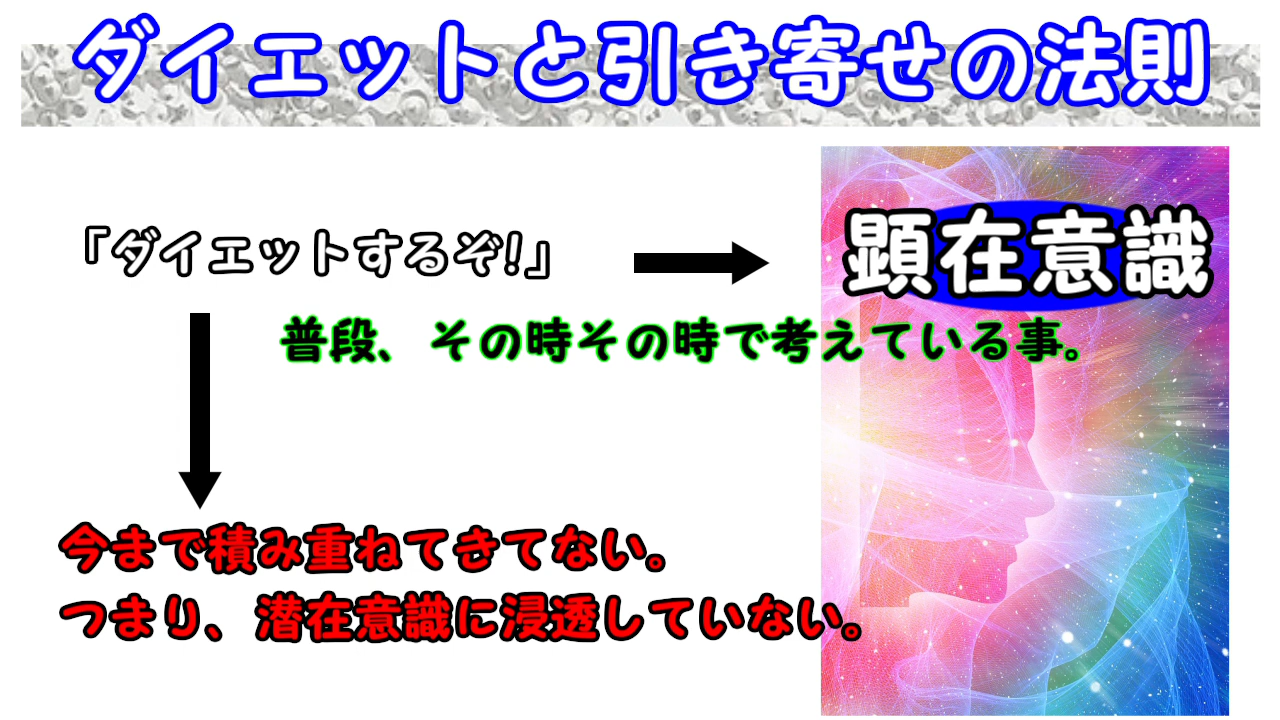 ダイエットと引き寄せの法則
「ダイエットするぞ!」
顕在意識
普段、その時その時で考えている事。
今まで積み重ねてきてない。
つまり、潜在意識に浸透していない。